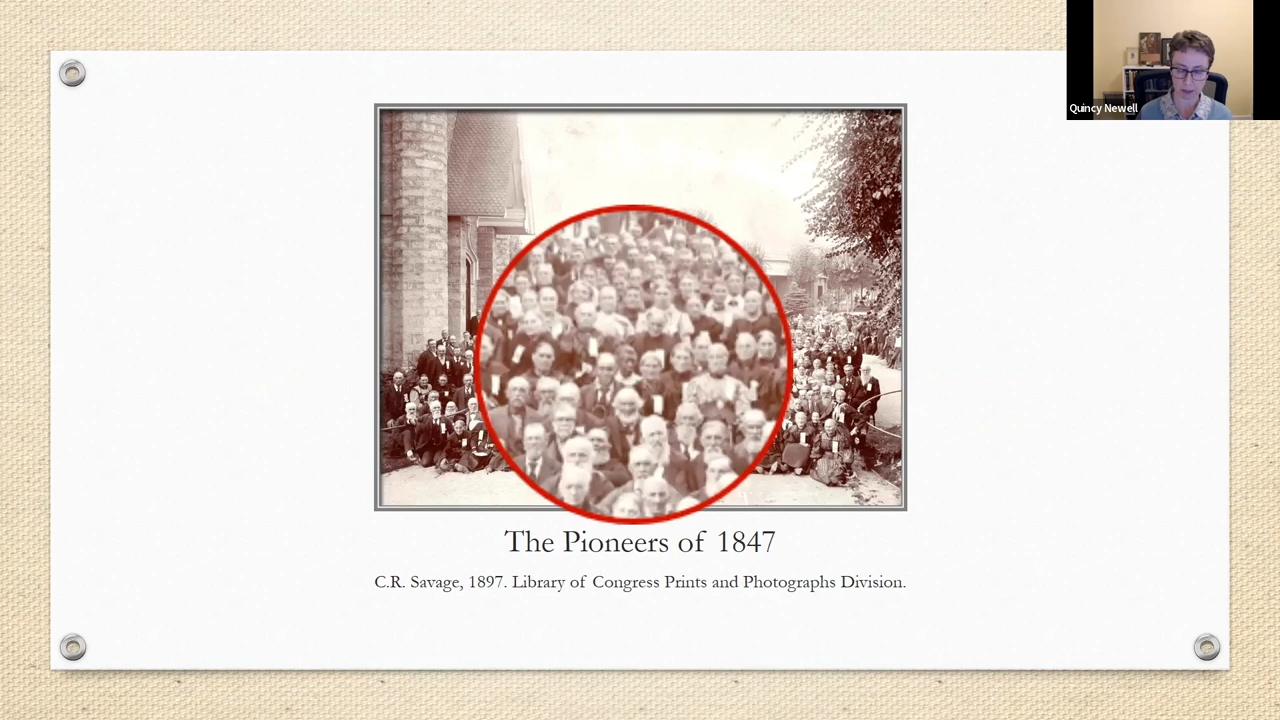 Quincy Newell
The Pioneers of 1847
C.R. Savage, 1897. Library of Congress Prints and Photographs Division.